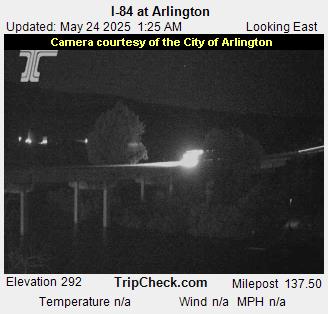 I-84 at Arlington
Updated: May 24 2025 1:25 AM Looking East
Camera courtesy of the City of Arlington
Elevation 292 TripCheck.com Milepost 137.50
Temperature n/a Wind n/a MPH n/a